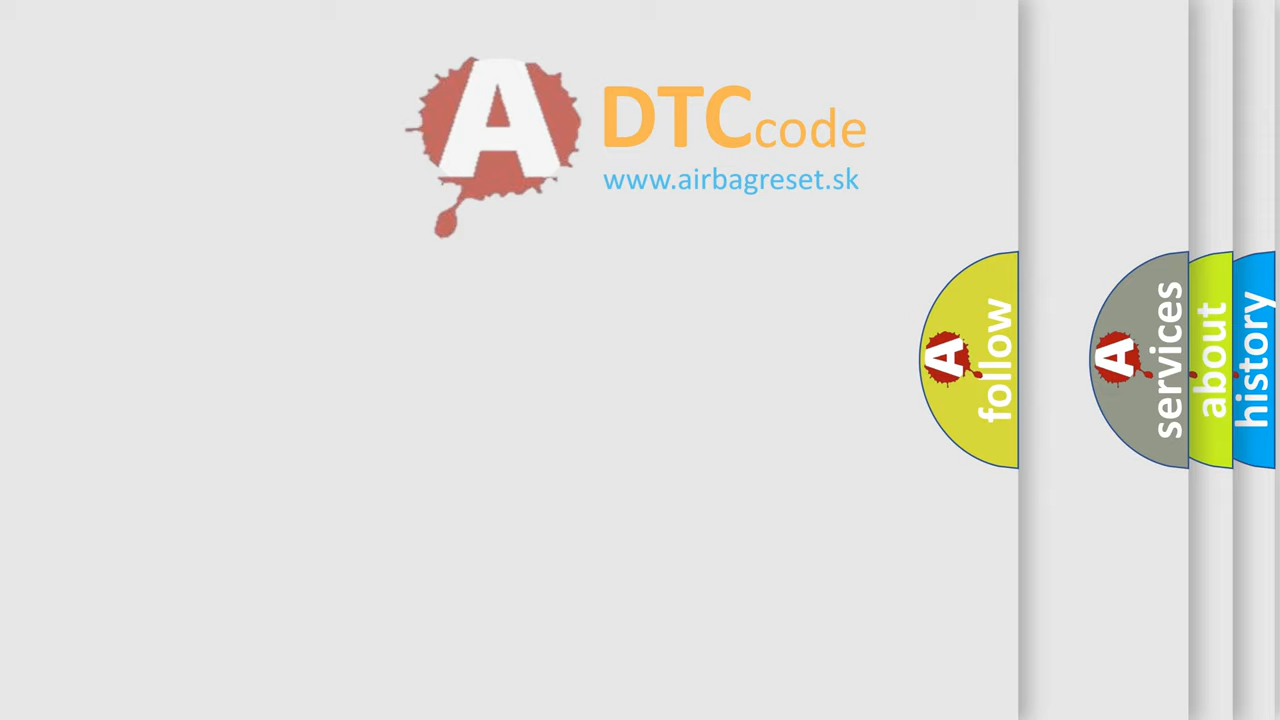 A
DTCcode
www.airbagreset.sk
A follow
A services
about
history